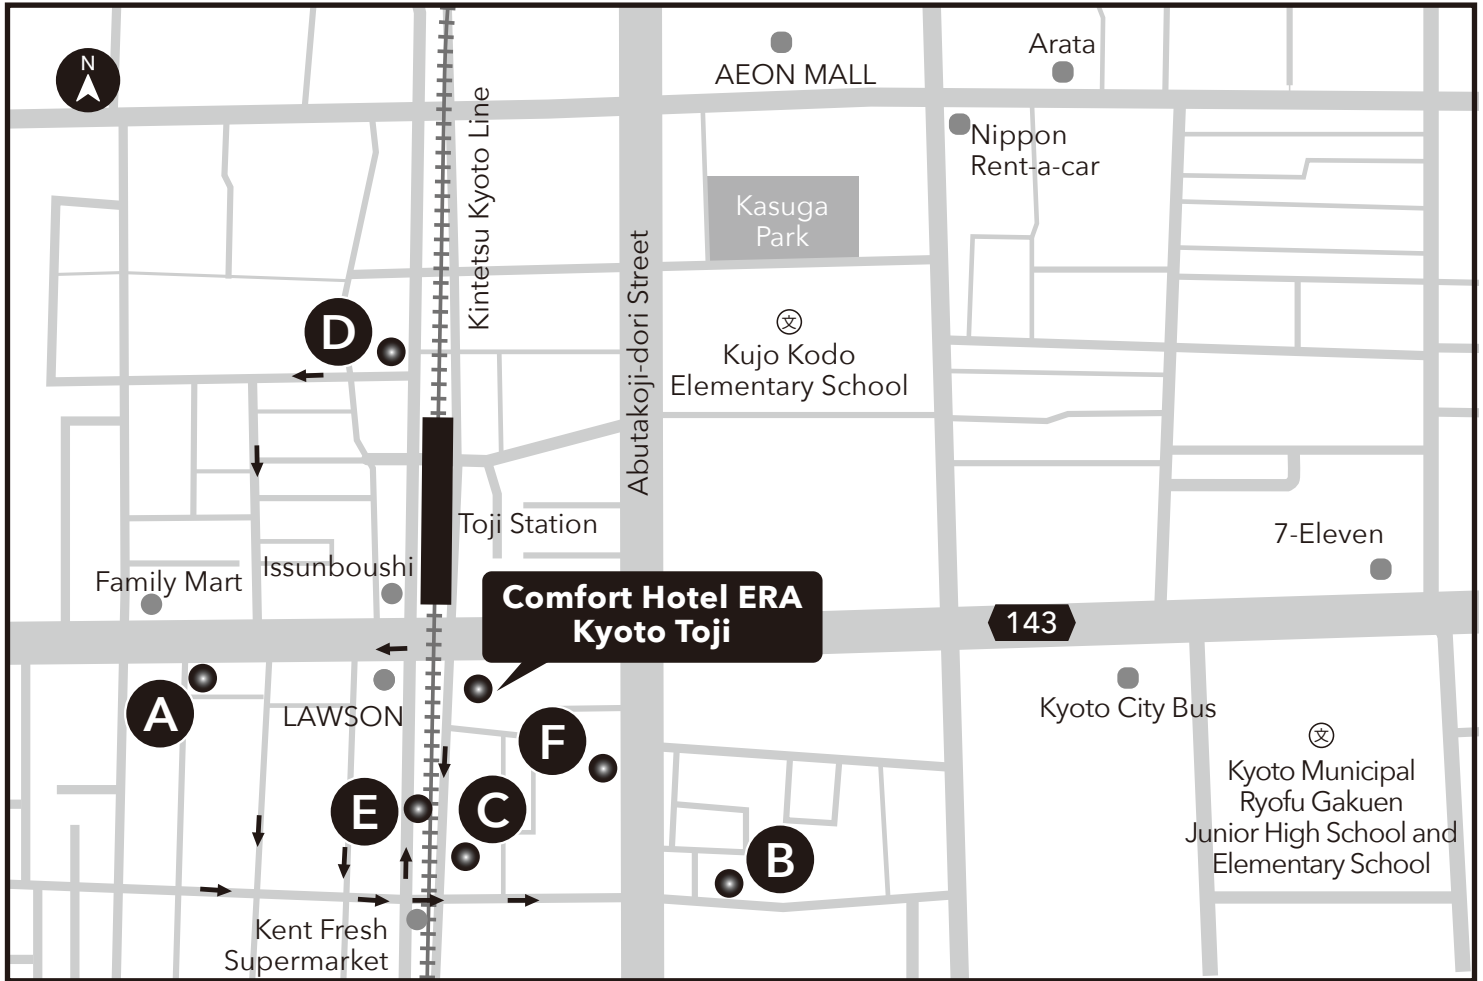 N
Kintetsu Kyoto Line
AEON MALL
Arata
Nippon
Rent-a-car
Kasuga
Park
Abutakoji-dori Street
D
文
Kujo Kodo
Elementary School
Toji Station
7-Eleven
Family Mart
Issunboushi
Comfort Hotel ERA
Kyoto Toji
143
A
LAWSON
Kyoto City Bus
F
文
Kyoto Municipal
Ryofu Gakuen
Junior High School and
Elementary School
E
C
B
Kent Fresh
Supermarket